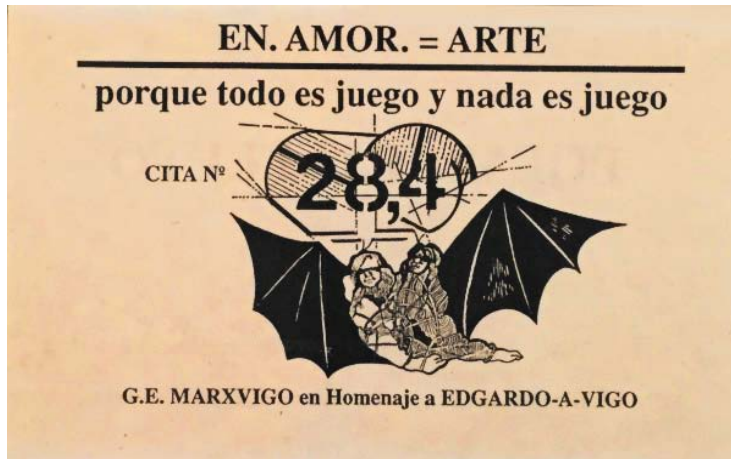 EN. AMOR. = ARTE
porque todo es juego y nada es juego
CITA Nº 28,4
G.E. MARXVIGO en Homenaje a EDGARDO-A-VIGO